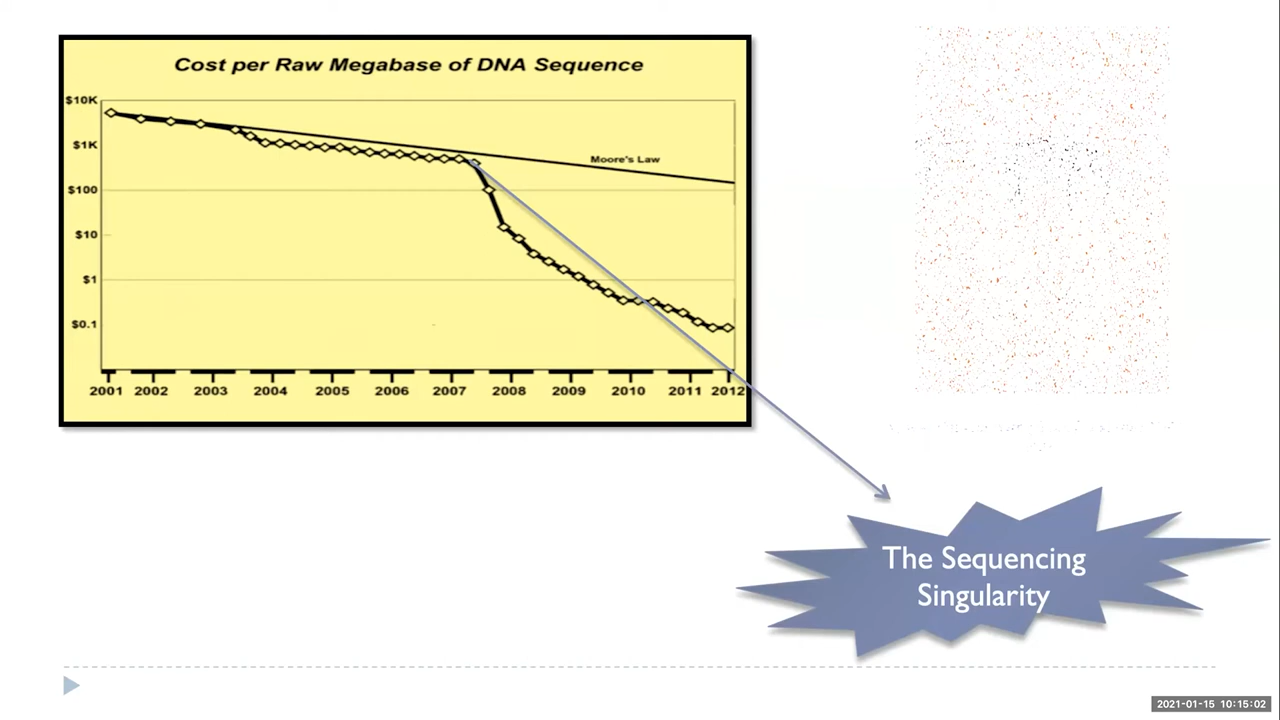 Cost per Raw Megabase of DNA Sequence
$10K
$1K
$100
$10
$1
$0.1
Moore's Law
2001 2002 2003 2004 2005 2006 2007 2008 2009 2010 2011 2012
The Sequencing
Singularity
2021-01-15 10:15:02